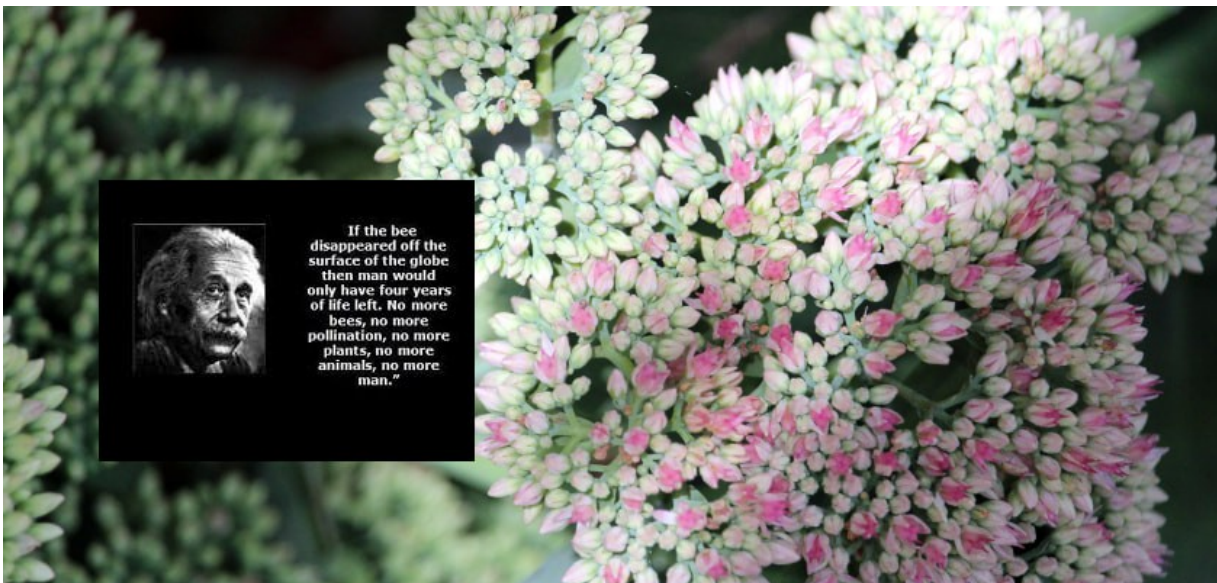 If the bee
disappeared off the
surface of the globe
then man would
only have four years
of life left. No more
bees, no more
pollination, no more
plants, no more
animals, no more
man.”